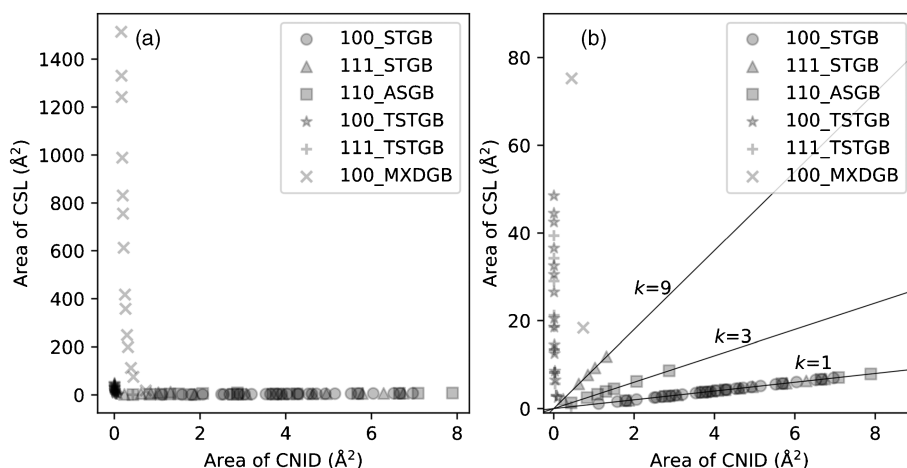 (a)
100_STGB
111_STGB
110_ASGB
100_TSTGB
111_TSTGB
100_MXDGB
Area of CSL (Å²)
1400
1200
1000
800
600
400
200
0
0 2 4 6 8
Area of CNID (Å²)
(b)
100_STGB
111_STGB
110_ASGB
100_TSTGB
111_TSTGB
100_MXDGB
k=9
k=3
k=1
Area of CSL (Å²)
80
60
40
20
0
0 2 4 6 8
Area of CNID (Å²)